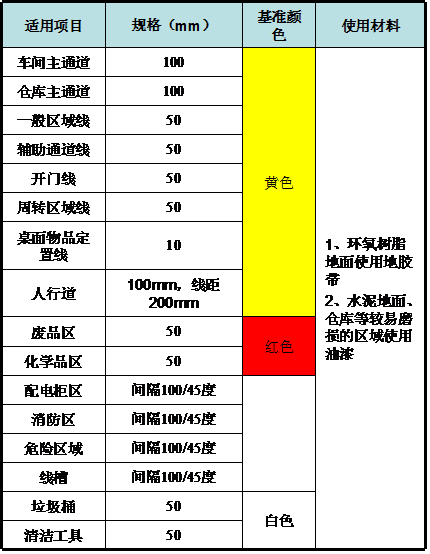 适用项目 规格（mm） 基准颜 使用材料
色
车间主通道 100
仓库主通道 100
一般区域线 50
辅助通道线 50
开门线 50
黄色
周转区域线 50
桌面物品定 10
置线
人行道 100mm，线距
200mm
1、环氧树脂
地面使用地胶
带
2、水泥地面、
仓库等较易磨
损的区域使用
油漆
废品区 50
红色
化学品区 50
配电柜区 间隔100/45度
消防区 间隔100/45度
危险区域 间隔100/45度
线槽 间隔100/45度
垃圾桶 50
白色
清洁工具 50